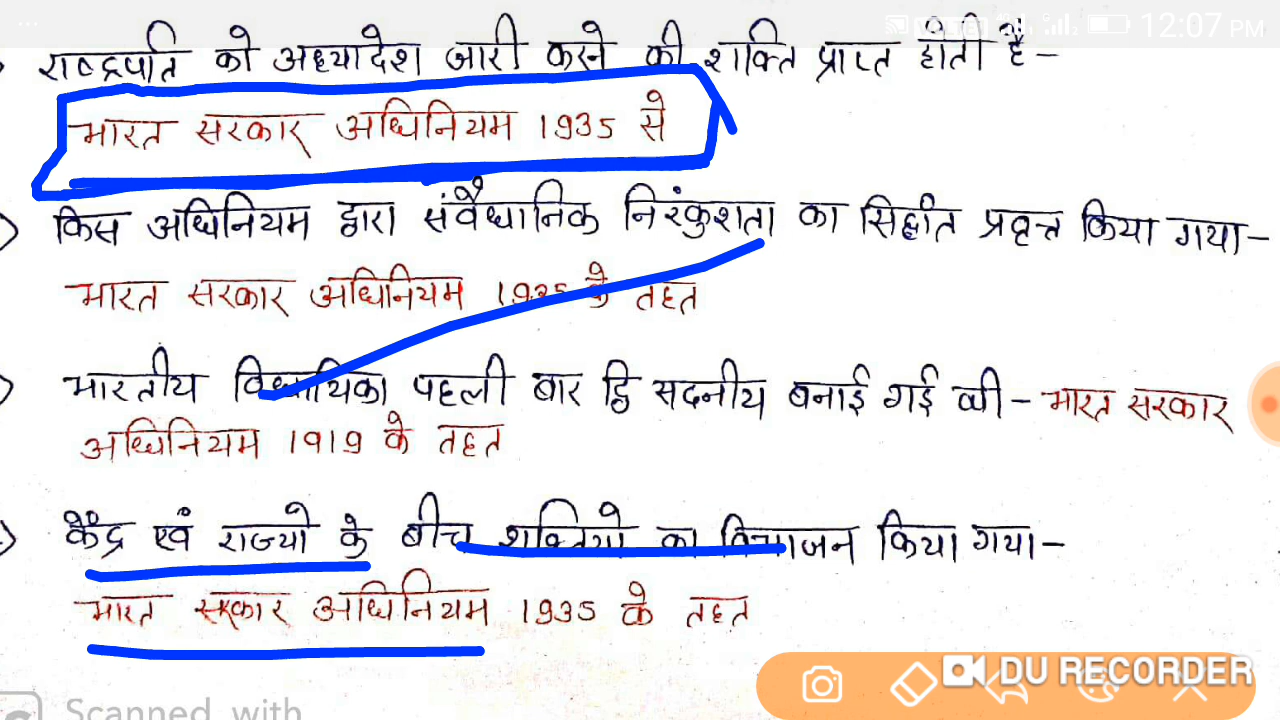 12:07 PM
राष्ट्रपति को अध्यादेश जारी करने की शक्ति प्राप्त होती है -
भारत सरकार अधिनियम 1935 से
किस अधिनियम द्वारा संवैधानिक निरंकुशता का सिद्धांत प्रवृत्त किया गया -
भारत सरकार अधिनियम 1935 के तहत
भारतीय विधायिका पहली बार द्वि सदनीय बनाई गई थी - भारत सरकार
अधिनियम 1919 के तहत
केंद्र एवं राज्यो के बीच शक्तियो का विभाजन किया गया -
भारत सरकार अधिनियम 1935 के तहत
DU RECORDER
Scanned with